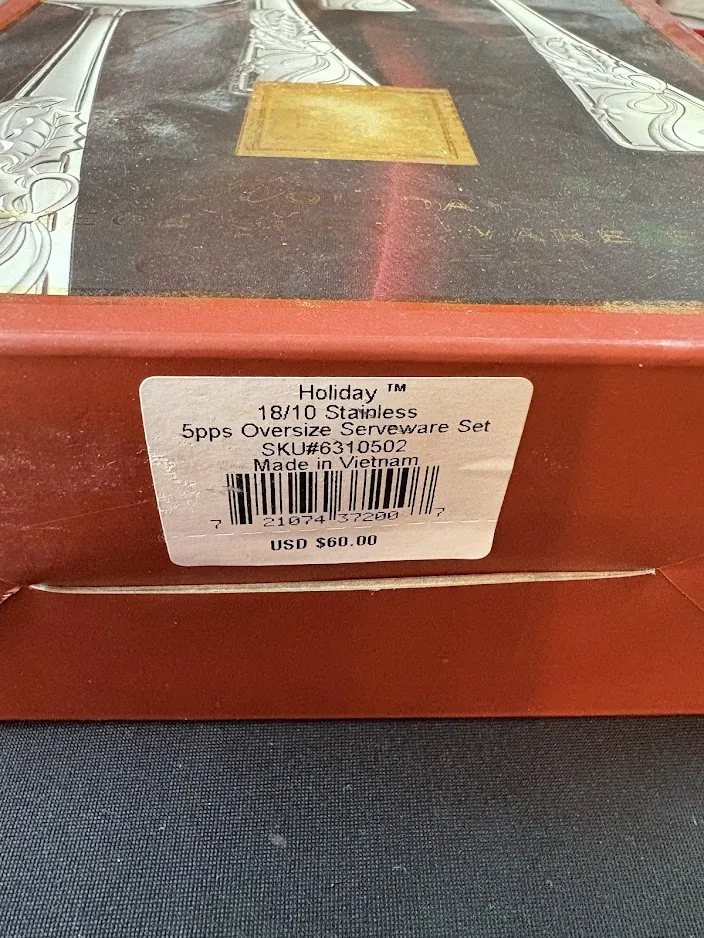 Holiday ™
18/10 Stainless
5pps Oversize Serveware Set
SKU#6310502
Made in Vietnam
7 21074 37200 7
USD $60.00